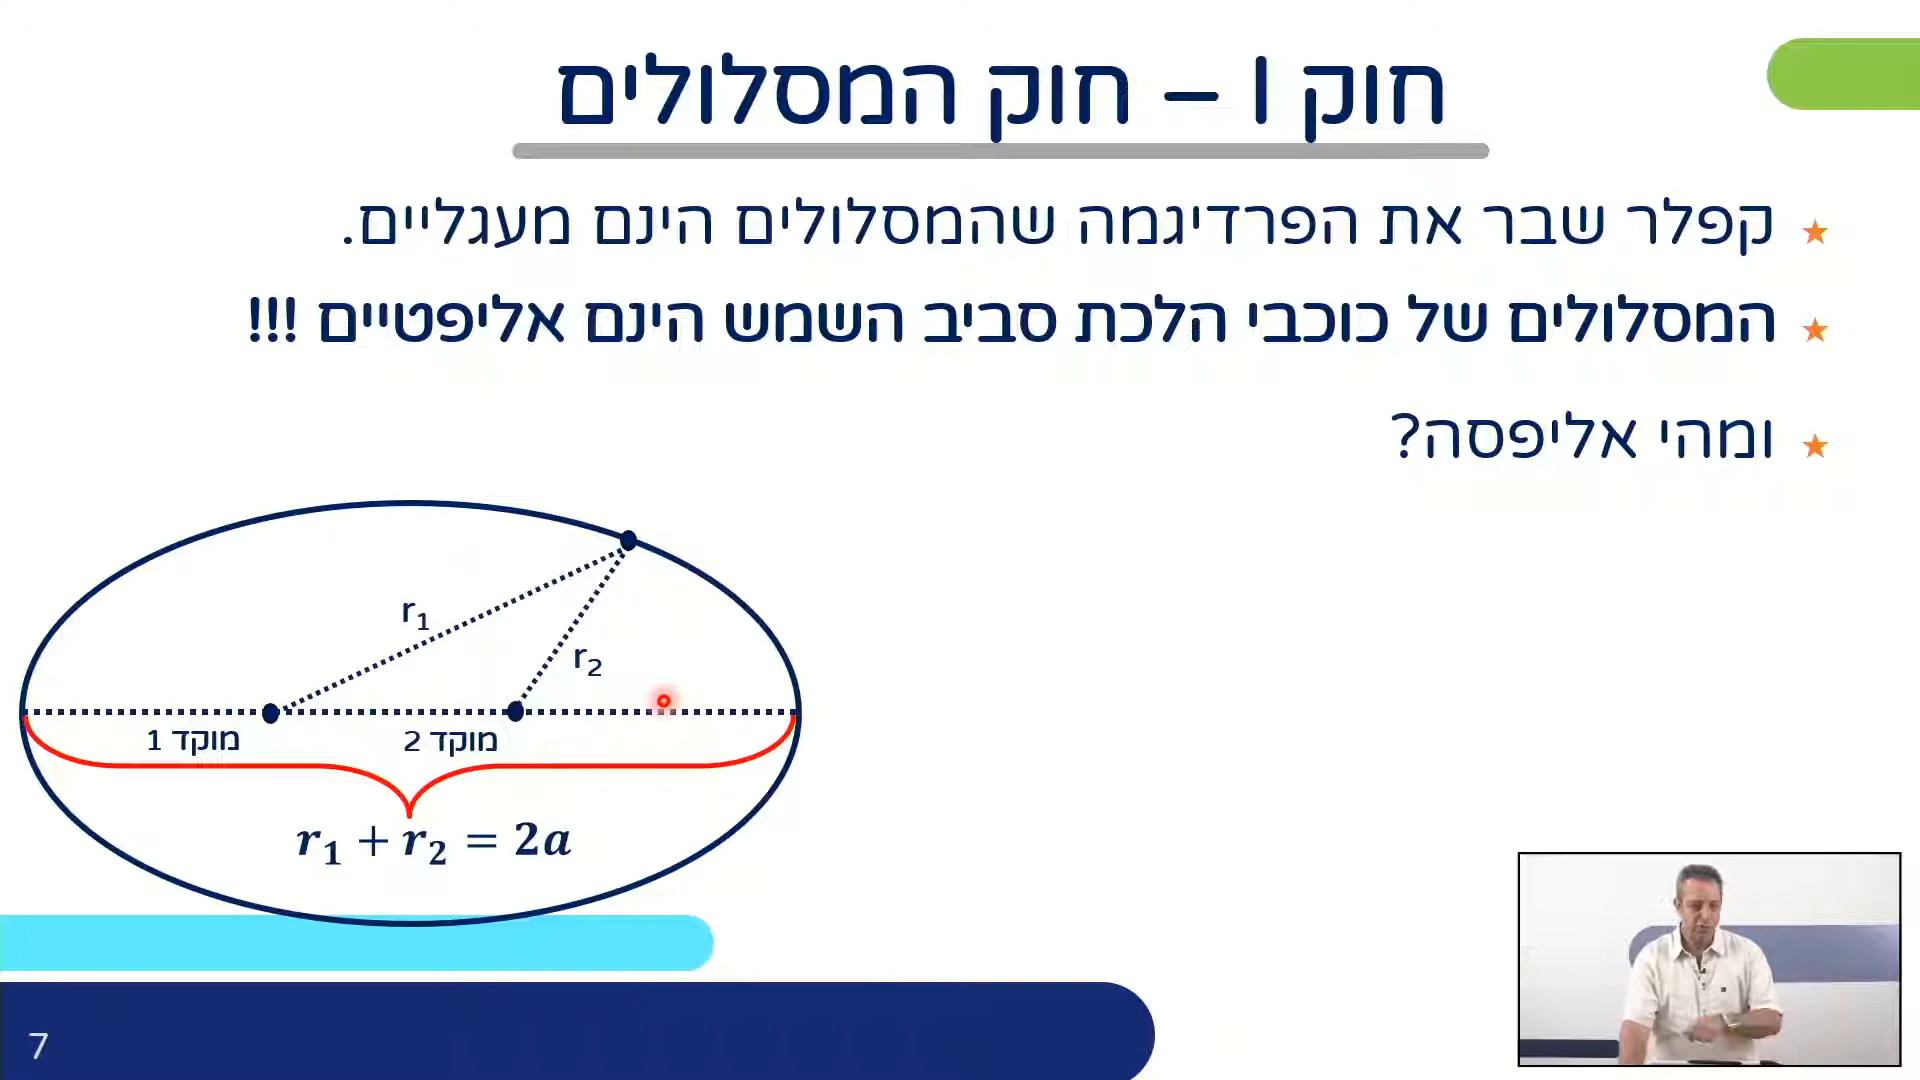 חוק I – חוק המסלולים
קפלר שבר את הפרדיגמה שהמסלולים הינם מעגליים.
המסלולים של כוכבי הלכת סביב השמש הינם אליפטיים !!!
ומהי אליפסה?
r₁
r₂
מוקד 1
מוקד 2
r₁ + r₂ = 2a
7